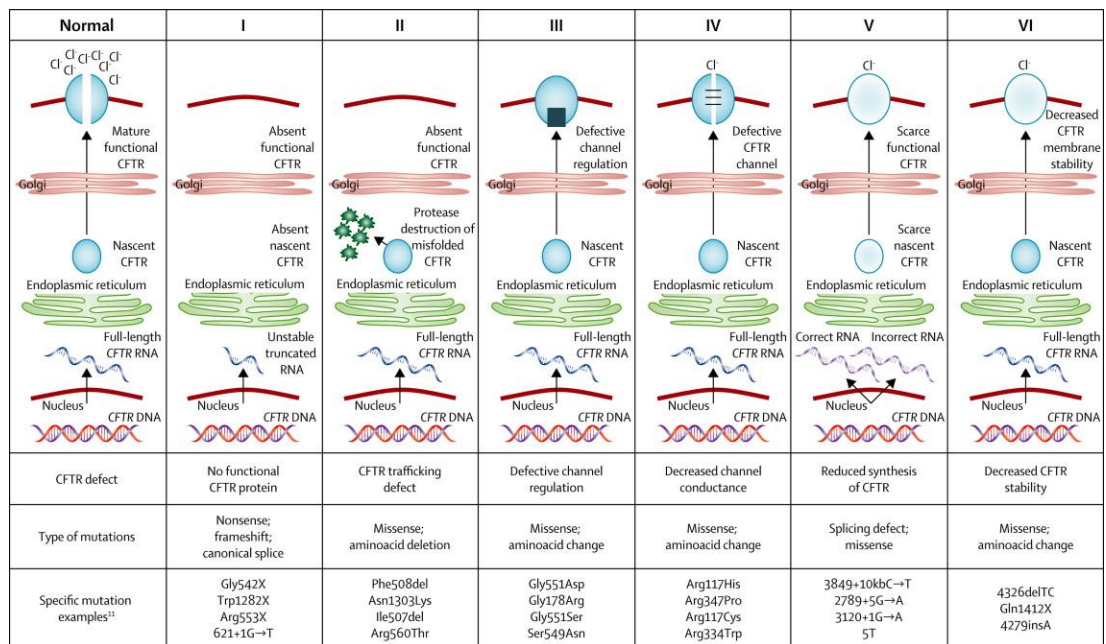 Normal
I
II
III
IV
V
VI
Cl- Cl- Cl- Cl-
Cl- Cl- Cl-
Cl- Cl-
Mature
functional
CFTR
Golgi
Nascent
CFTR
Endoplasmic reticulum
Full-length
CFTR RNA
Nucleus
CFTR DNA
Absent
functional
CFTR
Golgi
Absent
nascent
CFTR
Endoplasmic reticulum
Unstable
truncated
RNA
Nucleus
CFTR DNA
Absent
functional
CFTR
Golgi
Protease
destruction of
misfolded
CFTR
Endoplasmic reticulum
Full-length
CFTR RNA
Nucleus
CFTR DNA
Defective
channel
regulation
Golgi
Nascent
CFTR
Endoplasmic reticulum
Full-length
CFTR RNA
Nucleus
CFTR DNA
Cl-
Defective
CFTR
channel
Golgi
Nascent
CFTR
Endoplasmic reticulum
Full-length
CFTR RNA
Nucleus
CFTR DNA
Cl-
Scarce
functional
CFTR
Golgi
Scarce
nascent
CFTR
Endoplasmic reticulum
Correct RNA Incorrect RNA
Nucleus
CFTR DNA
Cl-
Decreased
CFTR
membrane
stability
Golgi
Nascent
CFTR
Endoplasmic reticulum
Full-length
CFTR RNA
Nucleus
CFTR DNA
CFTR defect
No functional
CFTR protein
CFTR trafficking
defect
Defective channel
regulation
Decreased channel
conductance
Reduced synthesis
of CFTR
Decreased CFTR
stability
Type of mutations
Nonsense;
frameshift;
canonical splice
Missense;
aminoacid deletion
Missense;
aminoacid change
Missense;
aminoacid change
Splicing defect;
missense
Missense;
aminoacid change
Specific mutation
examples11
Gly542X
Trp1282X
Arg553X
621+1G→T
Phe508del
Asn1303Lys
Ile507del
Arg560Thr
Gly551Asp
Gly178Arg
Gly551Ser
Ser549Asn
Arg117His
Arg347Pro
Arg117Cys
Arg334Trp
3849+10kbC→T
2789+5G→A
3120+1G→A
5T
4326delTC
Gln1412X
4279insA